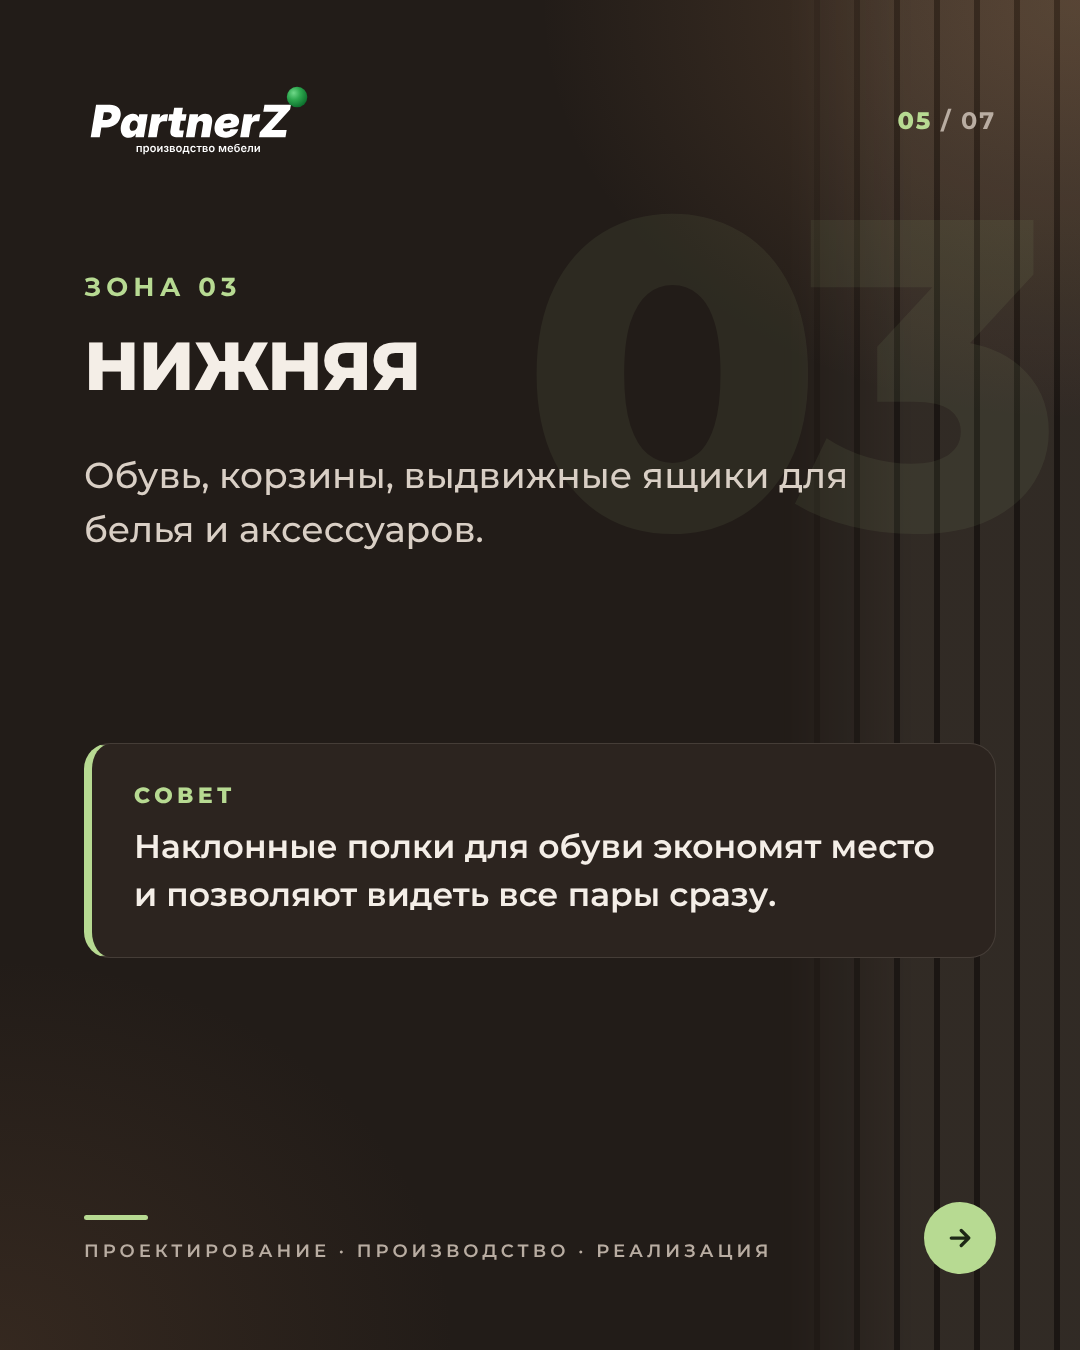 PartnerZ
производство мебели
05 / 07
03
ЗОНА 03
НИЖНЯЯ
Обувь, корзины, выдвижные ящики для
белья и аксессуаров.
СОВЕТ
Наклонные полки для обуви экономят место
и позволяют видеть все пары сразу.
ПРОЕКТИРОВАНИЕ · ПРОИЗВОДСТВО · РЕАЛИЗАЦИЯ